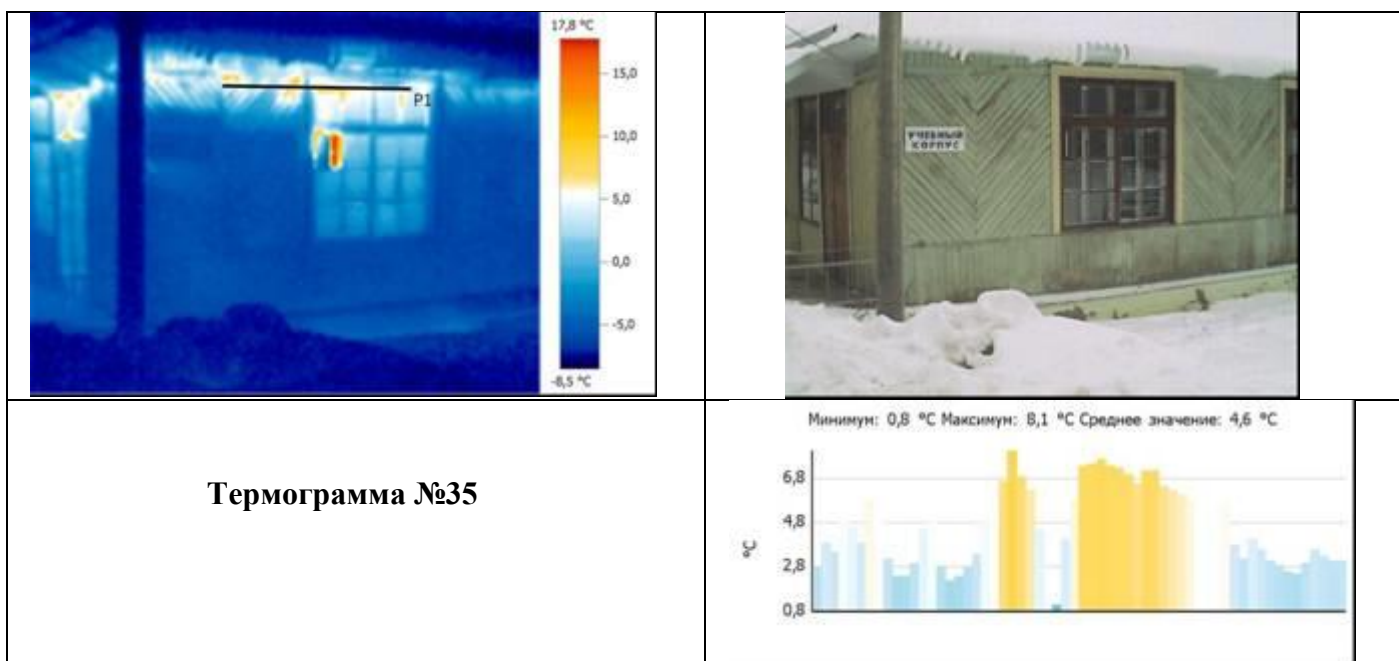 17,8 °C
15,0
10,0
5,0
0,0
-5,0
-8,5 °C
P1
УЧЕБНЫЙ
КОРПУС
Термограмма №35
Минимум: 0,8 °C Максимум: 8,1 °C Среднее значение: 4,6 °C
6,8
4,8
2,8
0,8
°C